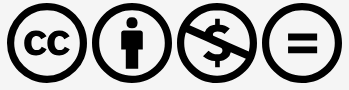 cc $ =